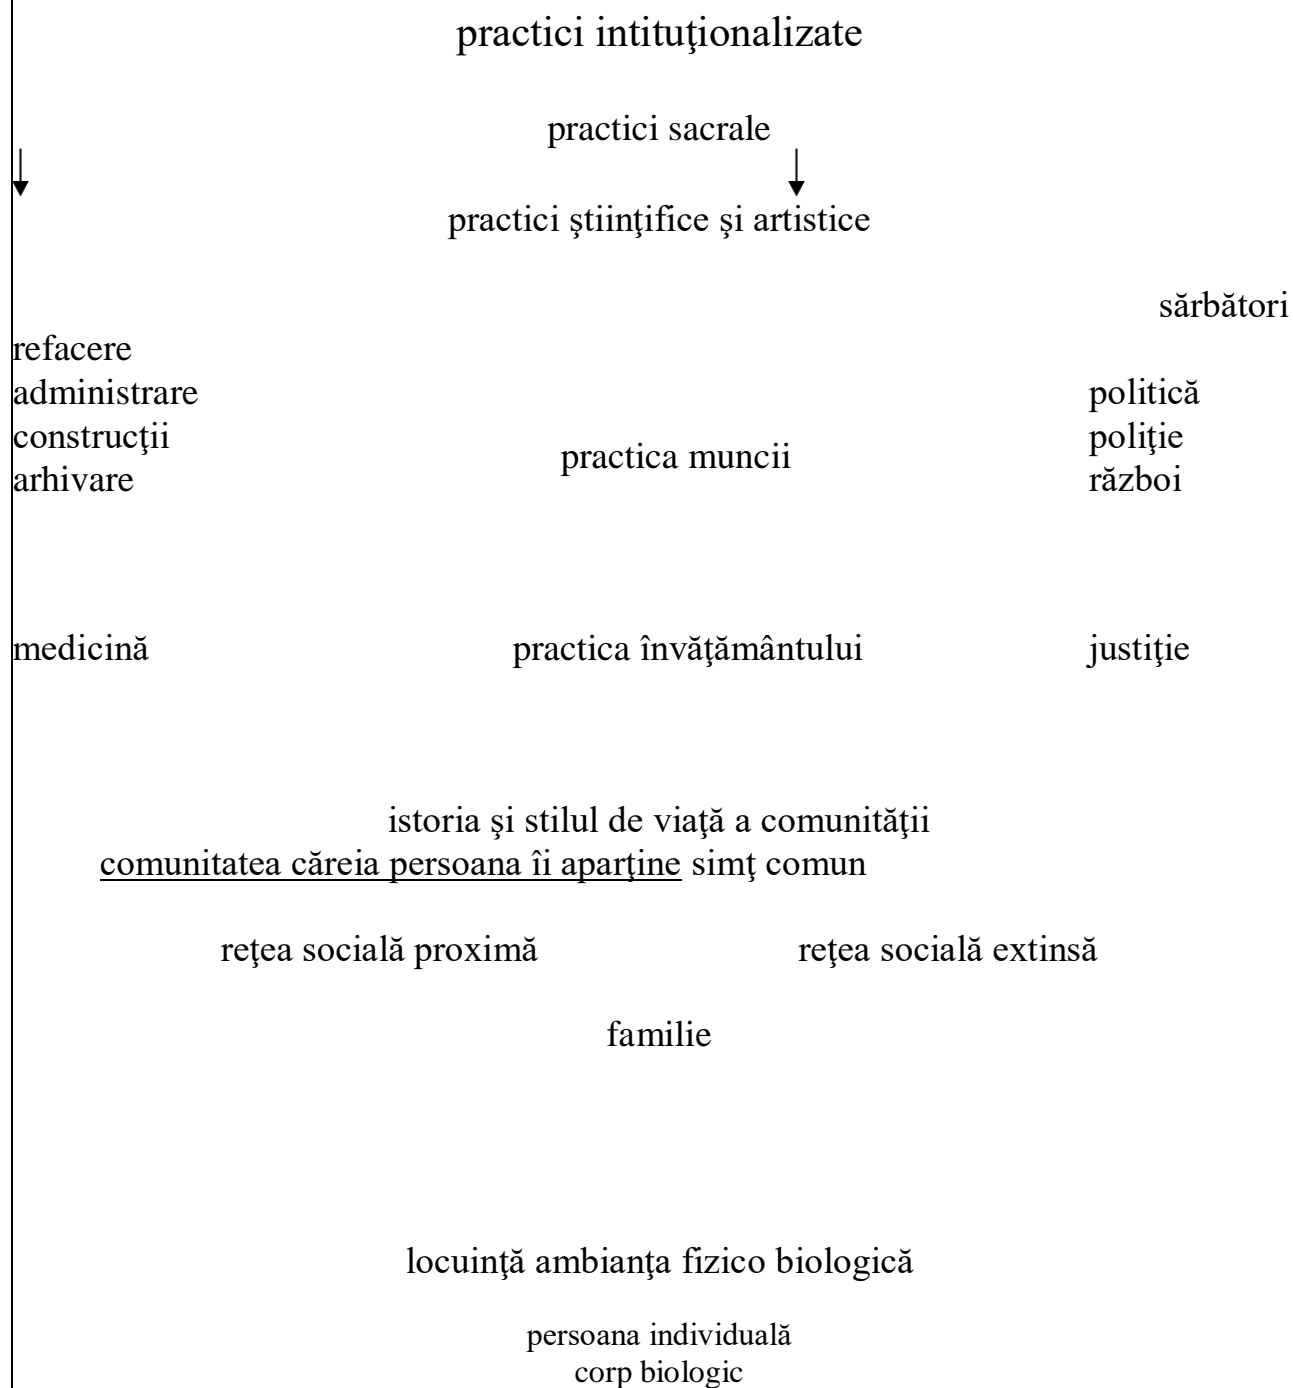 practici intituţionalizate
practici sacrale
practici ştiinţifice şi artistice
sărbători
refacere
administrare politică
construcţii poliţie
practica muncii
arhivare război
medicină practica învăţământului justiţie
istoria şi stilul de viaţă a comunităţii
comunitatea căreia persoana îi aparţine simţ comun
reţea socială proximă reţea socială extinsă
familie
locuinţă ambianţa fizico biologică
persoana individuală
corp biologic